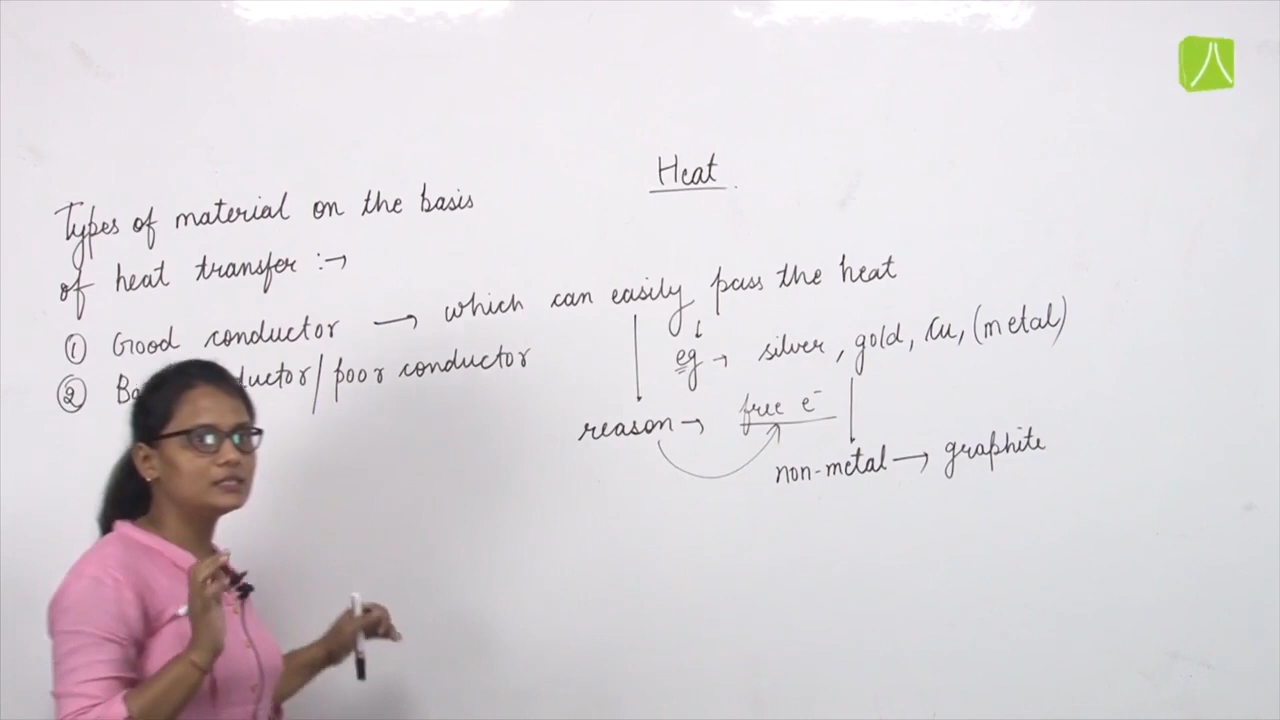 Heat
Types of material on the basis
of heat transfer :→
① Good conductor → which can easily pass the heat
eg → silver, gold, Cu, (metal)
② Ba ductor/poor conductor
reason → free e⁻
non-metal → graphite